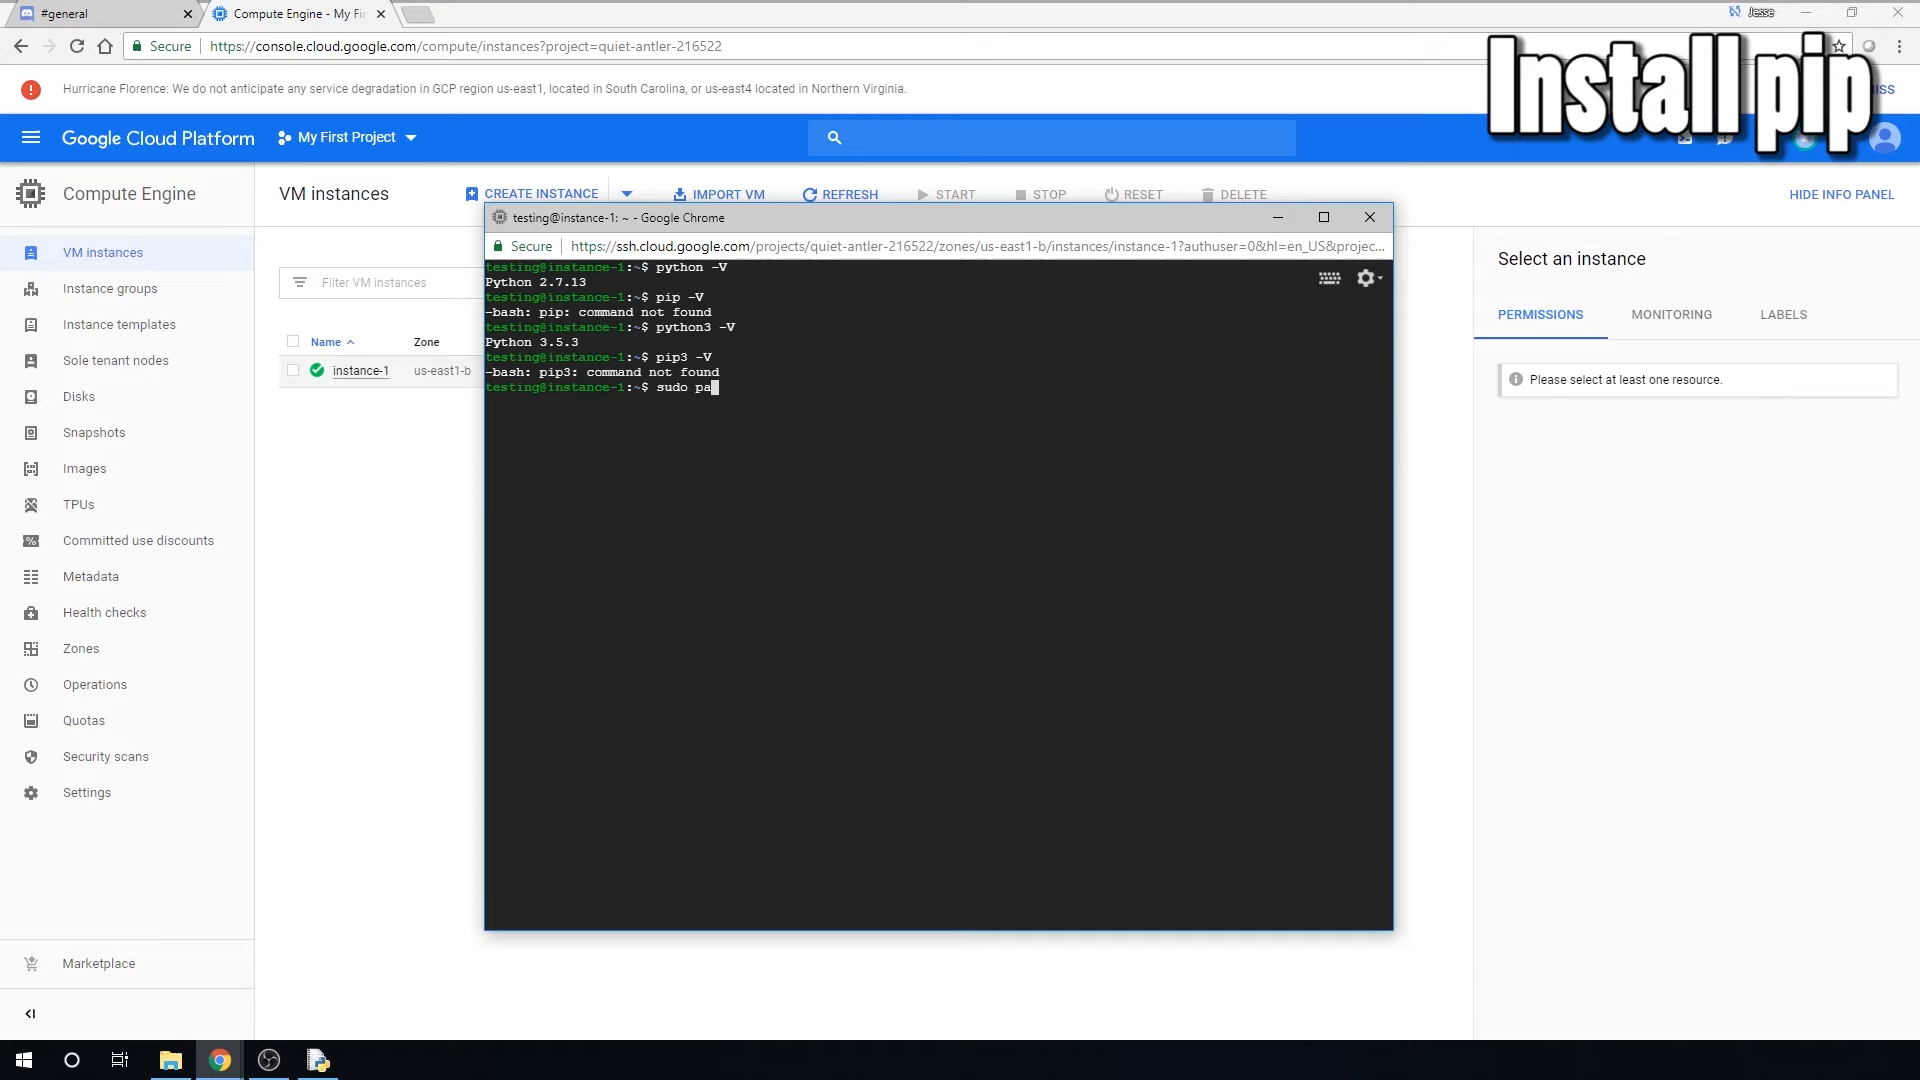 #general
Compute Engine - My Fi
Jesse
Secure
https://console.cloud.google.com/compute/instances?project=quiet-antler-216522
Install pip
Hurricane Florence: We do not anticipate any service degradation in GCP region us-east1, located in South Carolina, or us-east4 located in Northern Virginia.
Google Cloud Platform
My First Project
Compute Engine
VM instances
CREATE INSTANCE
IMPORT VM
REFRESH
START
STOP
RESET
DELETE
HIDE INFO PANEL
VM instances
Instance groups
Instance templates
Sole tenant nodes
Disks
Snapshots
Images
TPUs
Committed use discounts
Metadata
Health checks
Zones
Operations
Quotas
Security scans
Settings
Marketplace
Filter VM instances
Name
Zone
instance-1
us-east1-b
testing@instance-1: ~ - Google Chrome
Secure
https://ssh.cloud.google.com/projects/quiet-antler-216522/zones/us-east1-b/instances/instance-1?authuser=0&hl=en_US&projec...
testing@instance-1:~$ python -V
Python 2.7.13
testing@instance-1:~$ pip -V
-bash: pip: command not found
testing@instance-1:~$ python3 -V
Python 3.5.3
testing@instance-1:~$ pip3 -V
-bash: pip3: command not found
testing@instance-1:~$ sudo pa
Select an instance
PERMISSIONS
MONITORING
LABELS
Please select at least one resource.